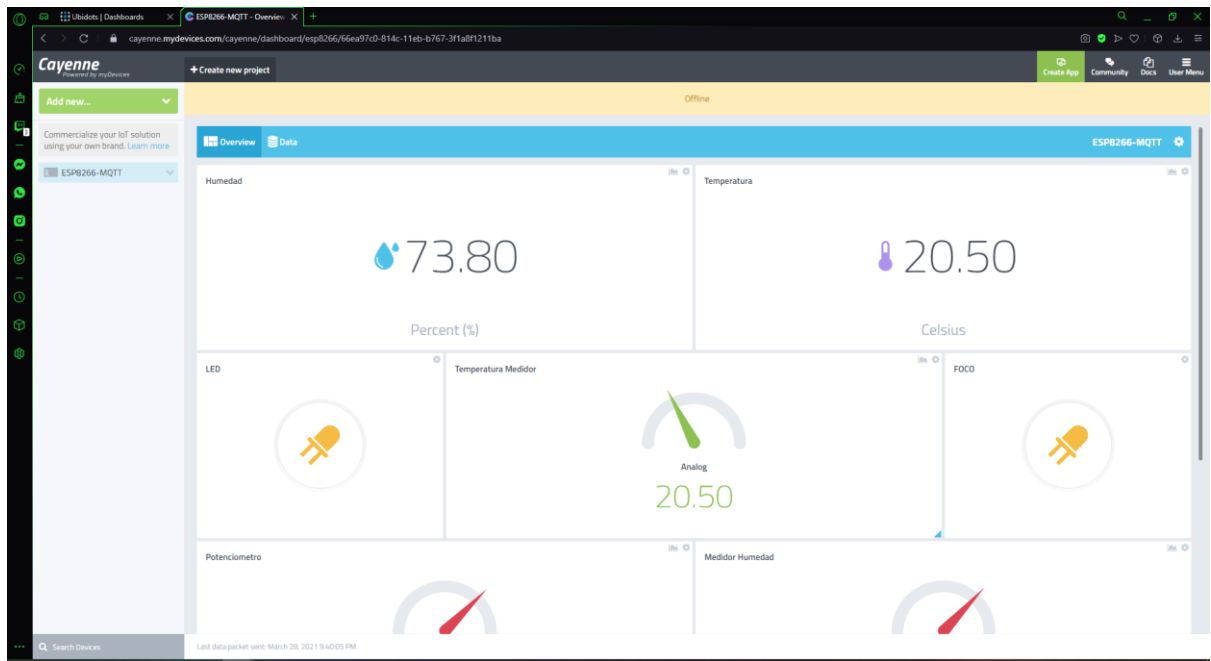 Ubidots | Dashboards
ESP8266-MQTT - Overview
cayenne.mydevices.com/cayenne/dashboard/esp8266/66ea97c0-814c-11eb-b767-3f1a8f1211ba
Cayenne
Powered by myDevices
+ Create new project
Create App
Community
Docs
User Menu
Add new...
Offline
Commercialize your IoT solution
using your own brand. Learn more
ESP8266-MQTT
Overview
Data
ESP8266-MQTT
Humedad
73.80
Percent (%)
Temperatura
20.50
Celsius
LED
Temperatura Medidor
Analog
20.50
FOCO
Potenciometro
Medidor Humedad
Search Devices
Last data packet sent: March 28, 2021 9:40:05 PM